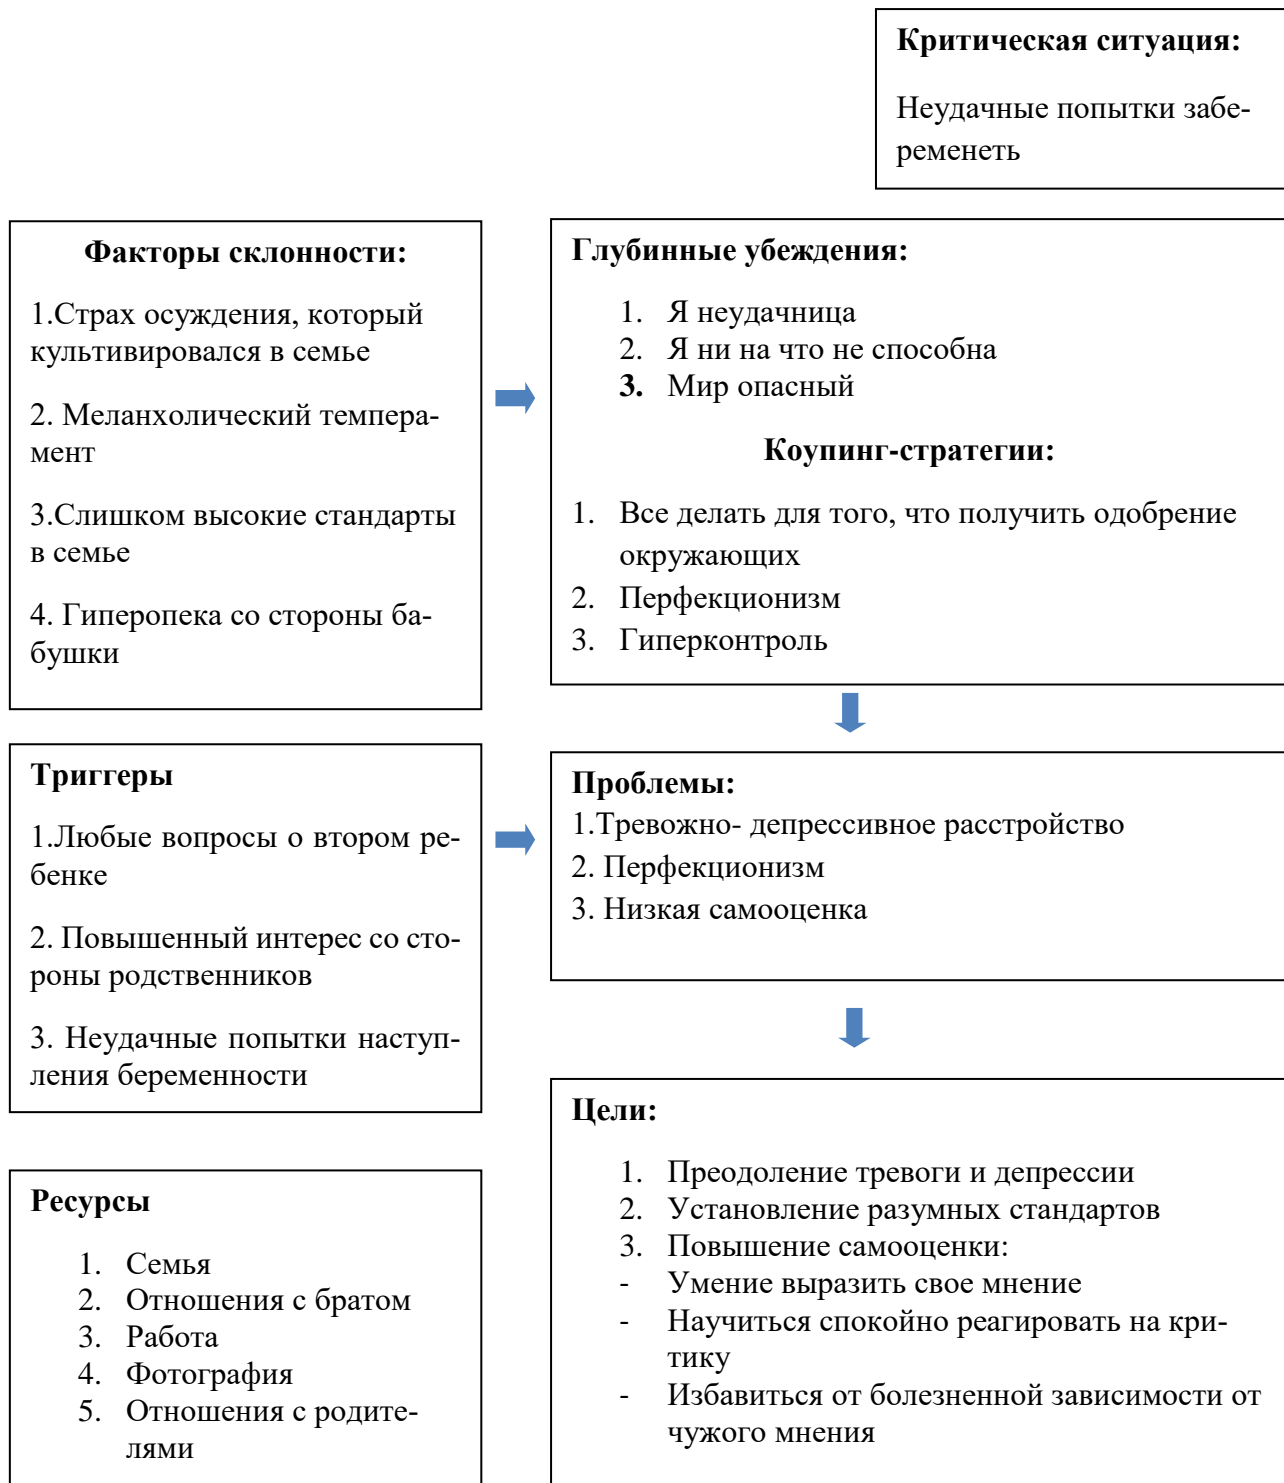 Критическая ситуация:
Неудачные попытки забе-
ременеть
Факторы склонности:
1.Страх осуждения, который
культивировался в семье
2. Меланхолический темпера-
мент
3.Слишком высокие стандарты
в семье
4. Гиперопека со стороны ба-
бушки
Глубинные убеждения:
1. Я неудачница
2. Я ни на что не способна
3. Мир опасный
Коупинг-стратегии:
1. Все делать для того, что получить одобрение
окружающих
2. Перфекционизм
3. Гиперконтроль
Триггеры
1.Любые вопросы о втором ре-
бенке
2. Повышенный интерес со сто-
роны родственников
3. Неудачные попытки наступ-
ления беременности
Проблемы:
1.Тревожно- депрессивное расстройство
2. Перфекционизм
3. Низкая самооценка
Ресурсы
1. Семья
2. Отношения с братом
3. Работа
4. Фотография
5. Отношения с родите-
лями
Цели:
1. Преодоление тревоги и депрессии
2. Установление разумных стандартов
3. Повышение самооценки:
- Умение выразить свое мнение
- Научиться спокойно реагировать на кри-
тику
- Избавиться от болезненной зависимости от
чужого мнения